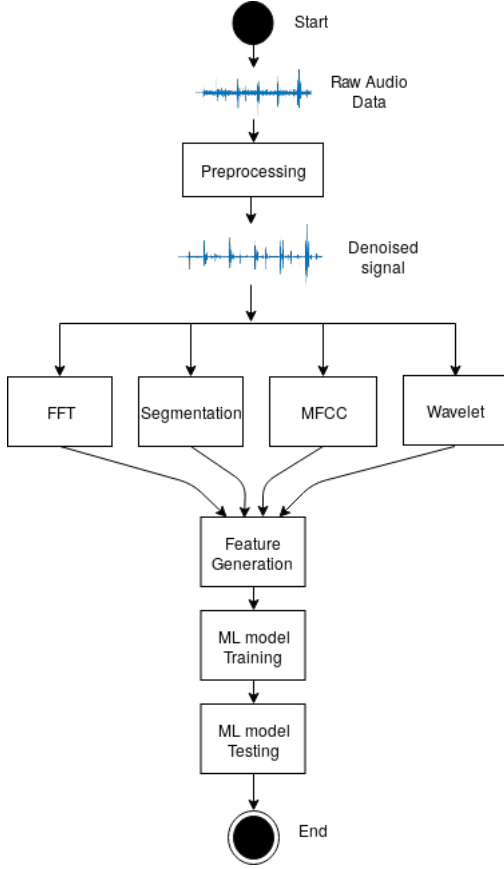 Start
Raw Audio
Data
Preprocessing
Denoised
signal
FFT
Segmentation
MFCC
Wavelet
Feature
Generation
ML model
Training
ML model
Testing
End